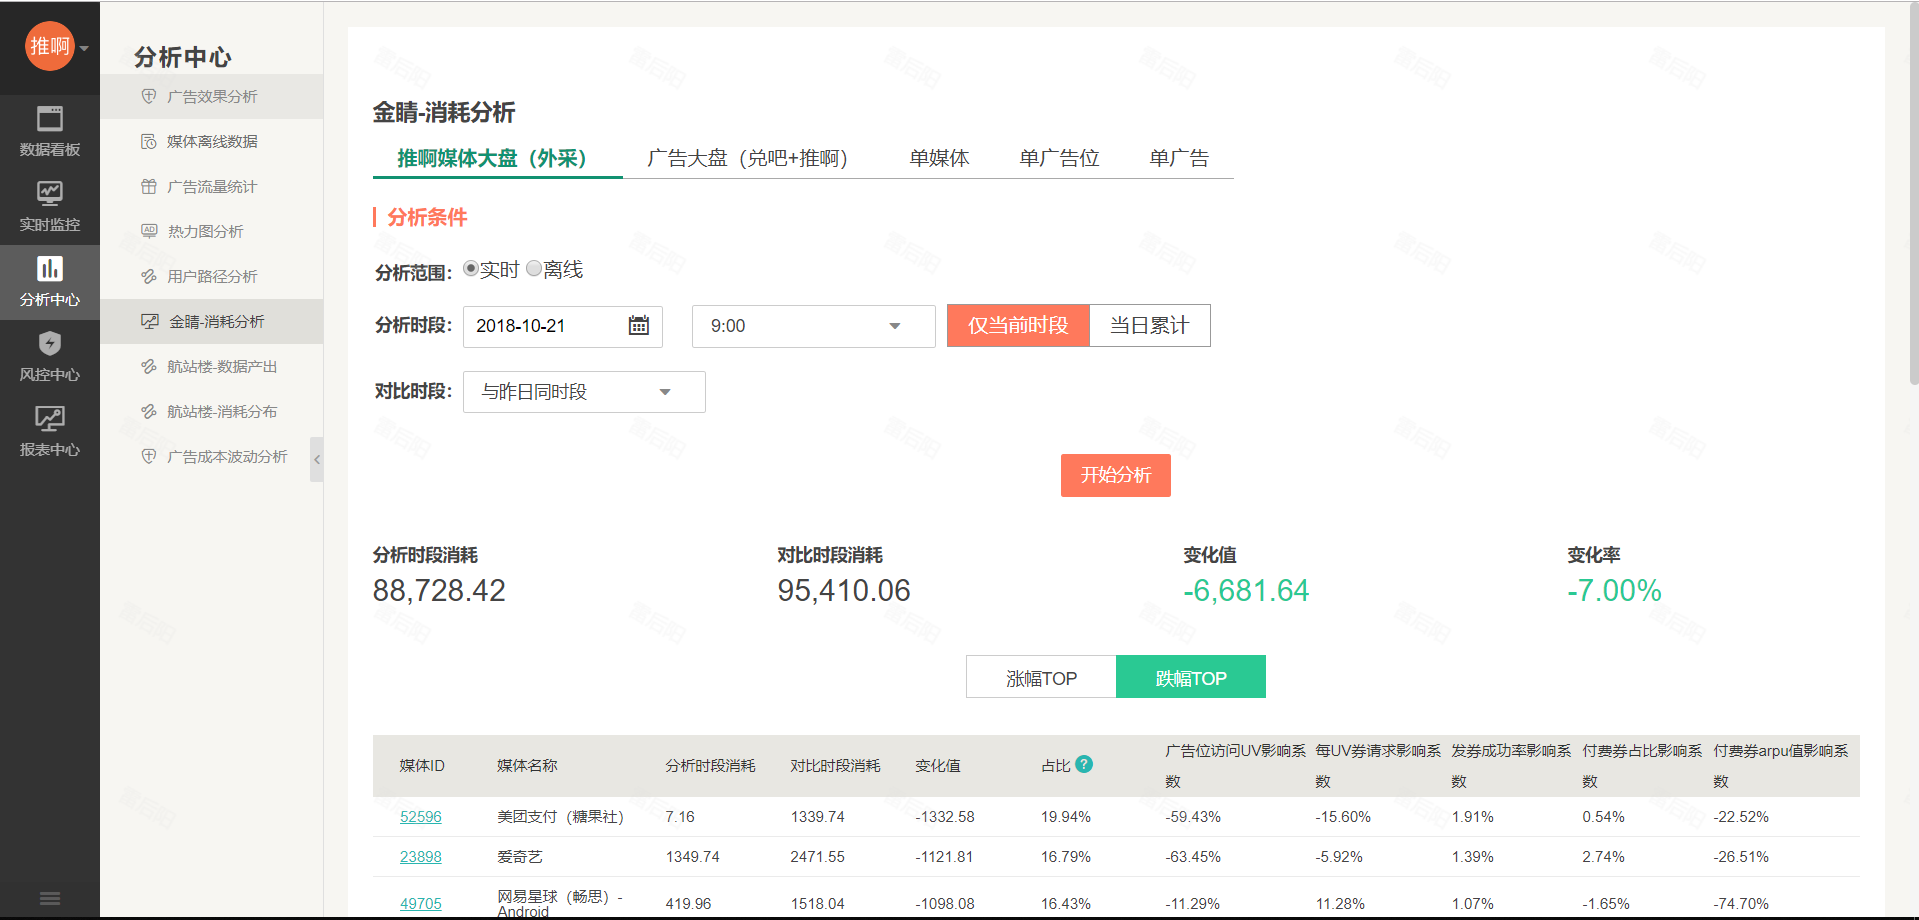 推啊
数据看板
实时监控
分析中心
风控中心
报表中心
分析中心
广告效果分析
媒体离线数据
广告流量统计
热力图分析
用户路径分析
金睛-消耗分析
航站楼-数据产出
航站楼-消耗分布
广告成本波动分析
金睛-消耗分析
推啊媒体大盘（外采） 广告大盘（兑吧+推啊） 单媒体 单广告位 单广告
分析条件
分析范围： 实时 离线
分析时段： 2018-10-21 9:00 仅当前时段 当日累计
对比时段： 与昨日同时段
开始分析
分析时段消耗 对比时段消耗 变化值 变化率
88,728.42 95,410.06 -6,681.64 -7.00%
涨幅TOP 跌幅TOP
媒体ID 媒体名称 分析时段消耗 对比时段消耗 变化值 占比 ? 广告位访问UV影响系数 每UV券请求影响系数 发券成功率影响系数 付费券占比影响系数 付费券arpu值影响系数
52596 美团支付（糖果社） 7.16 1339.74 -1332.58 19.94% -59.43% -15.60% 1.91% 0.54% -22.52%
23898 爱奇艺 1349.74 2471.55 -1121.81 16.79% -63.45% -5.92% 1.39% 2.74% -26.51%
49705 网易星球（畅思）-Android 419.96 1518.04 -1098.08 16.43% -11.29% 11.28% 1.07% -1.65% -74.70%